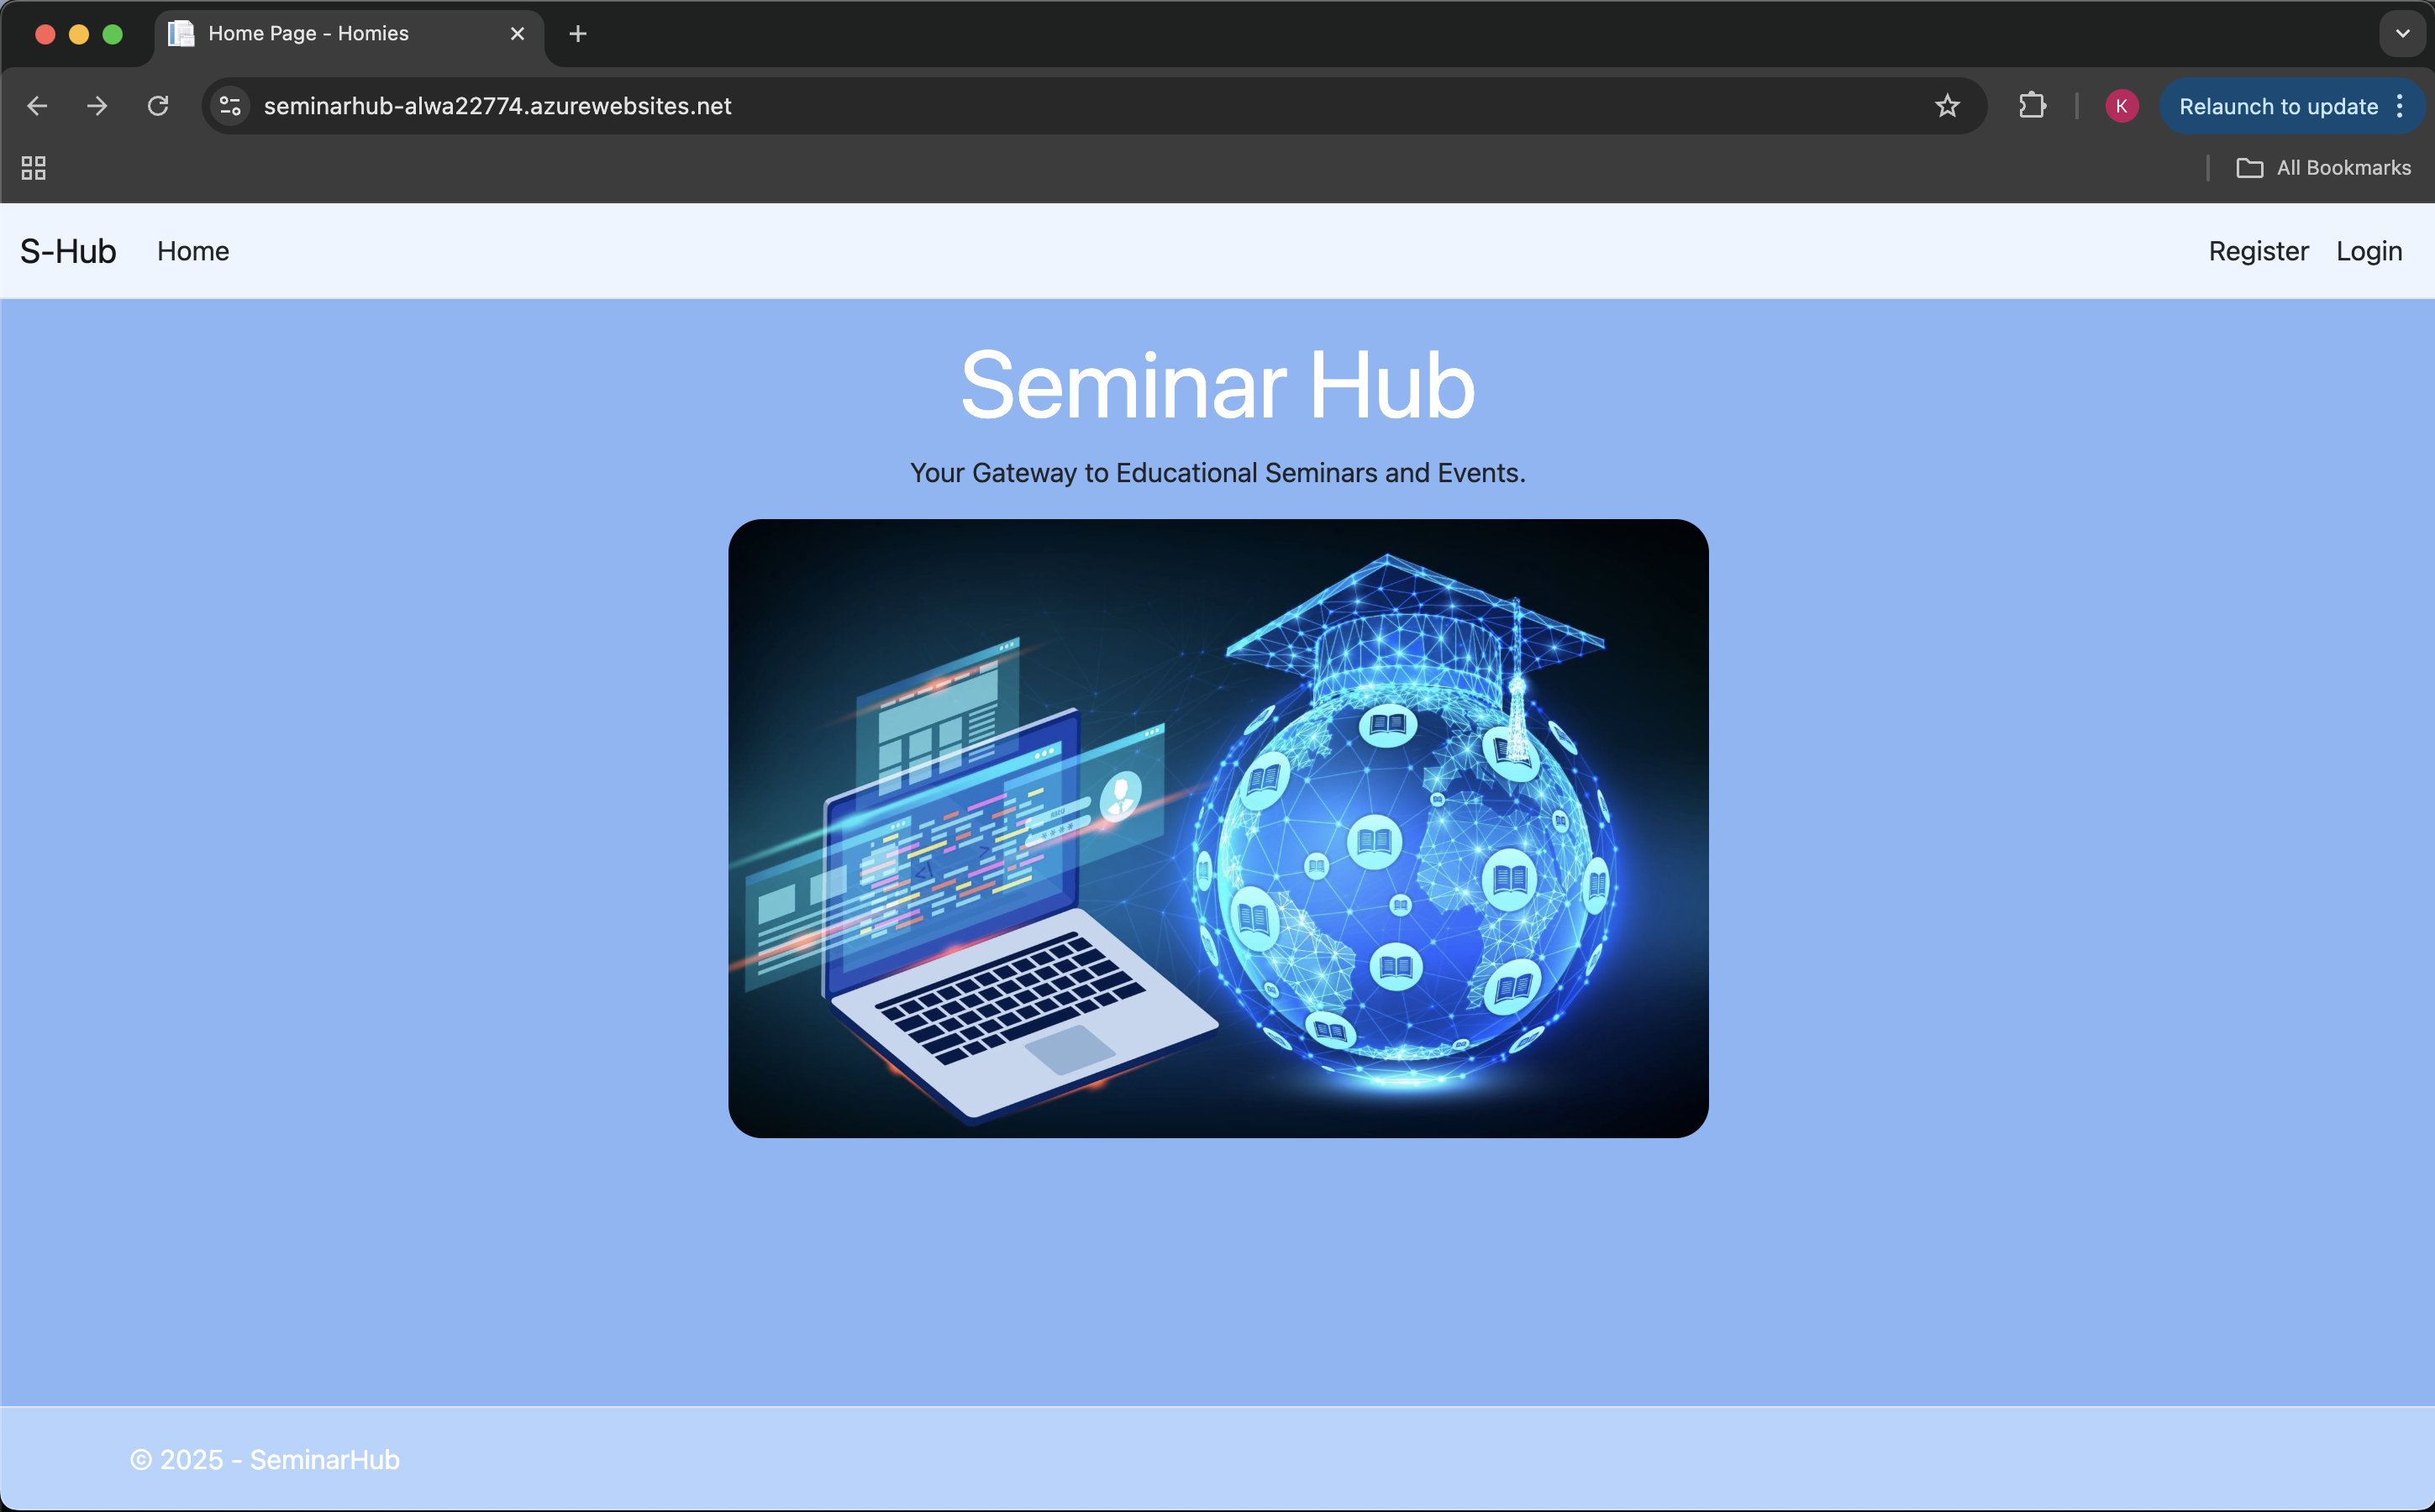 Home Page - Homies
seminarhub-alwa22774.azurewebsites.net
K
Relaunch to update
All Bookmarks
S-Hub
Home
Register
Login
Seminar Hub
Your Gateway to Educational Seminars and Events.
© 2025 - SeminarHub